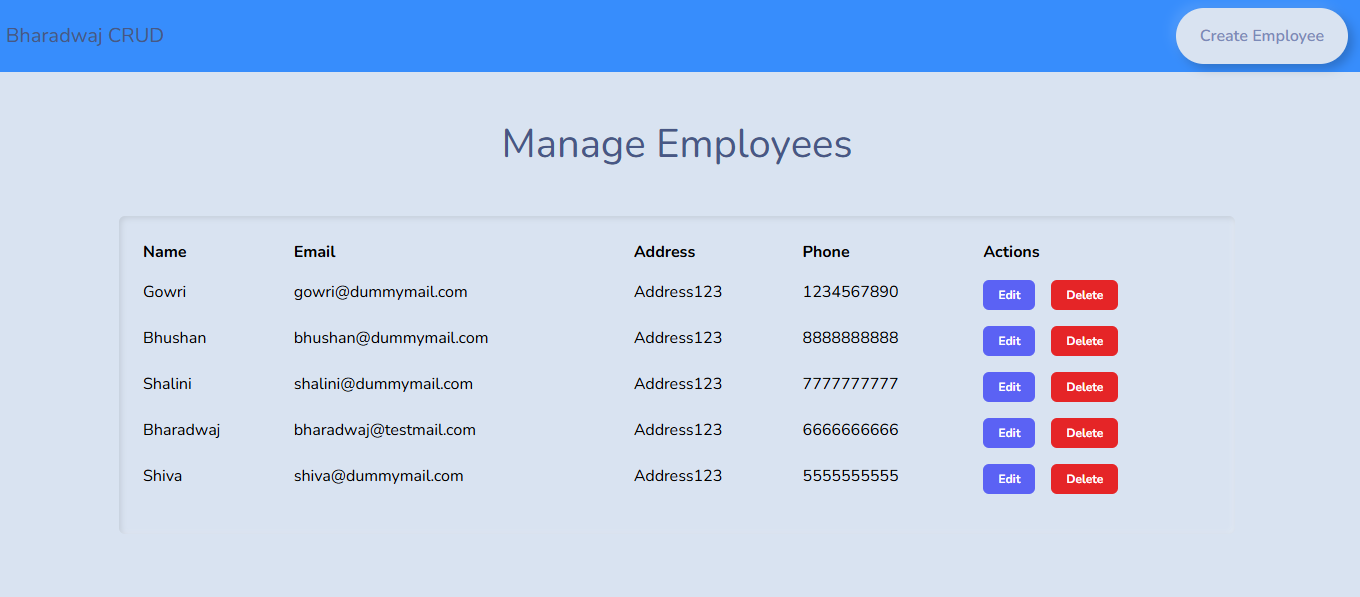 Bharadwaj CRUD Create Employee
Manage Employees
Name Email Address Phone Actions
Gowri gowri@dummymail.com Address123 1234567890 Edit Delete
Bhushan bhushan@dummymail.com Address123 8888888888 Edit Delete
Shalini shalini@dummymail.com Address123 7777777777 Edit Delete
Bharadwaj bharadwaj@testmail.com Address123 6666666666 Edit Delete
Shiva shiva@dummymail.com Address123 5555555555 Edit Delete